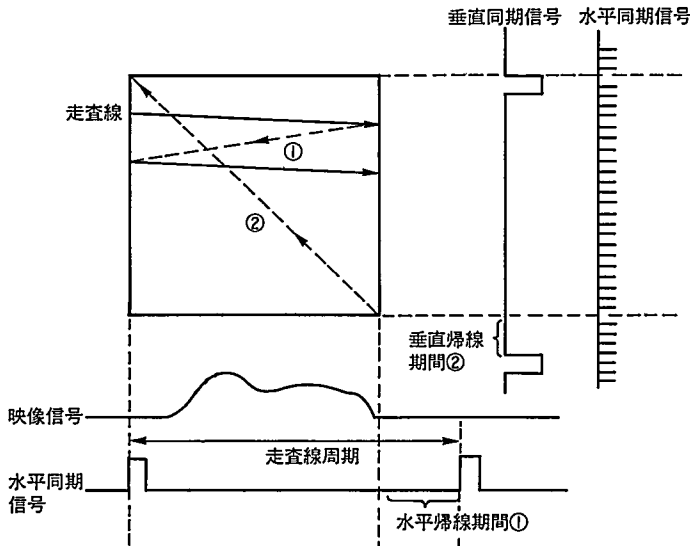 垂直同期信号
水平同期信号
走査線
①
②
垂直帰線
期間②
映像信号
走査線周期
水平同期
信号
水平帰線期間①